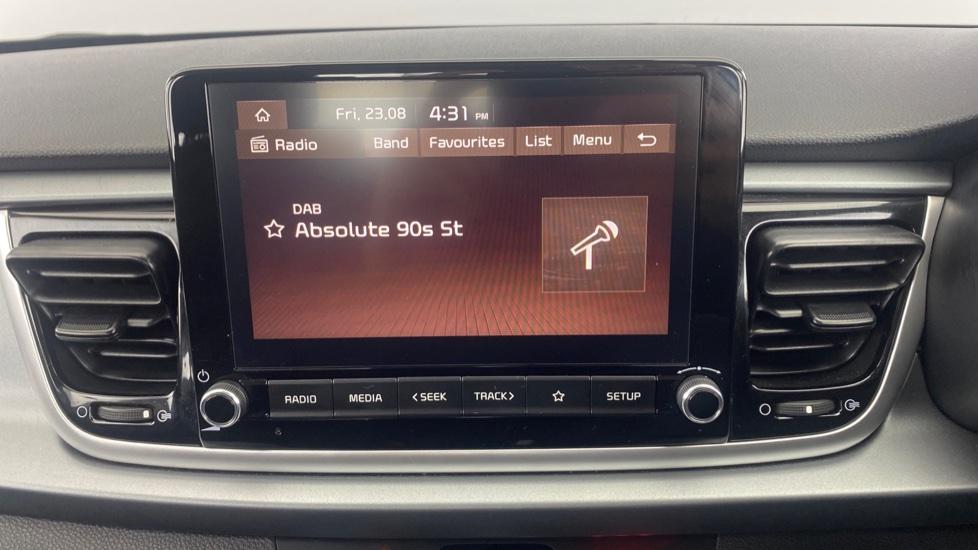 Fri, 23.08 4:31 PM
Radio Band Favourites List Menu
DAB
Absolute 90s St
RADIO MEDIA < SEEK TRACK > SETUP